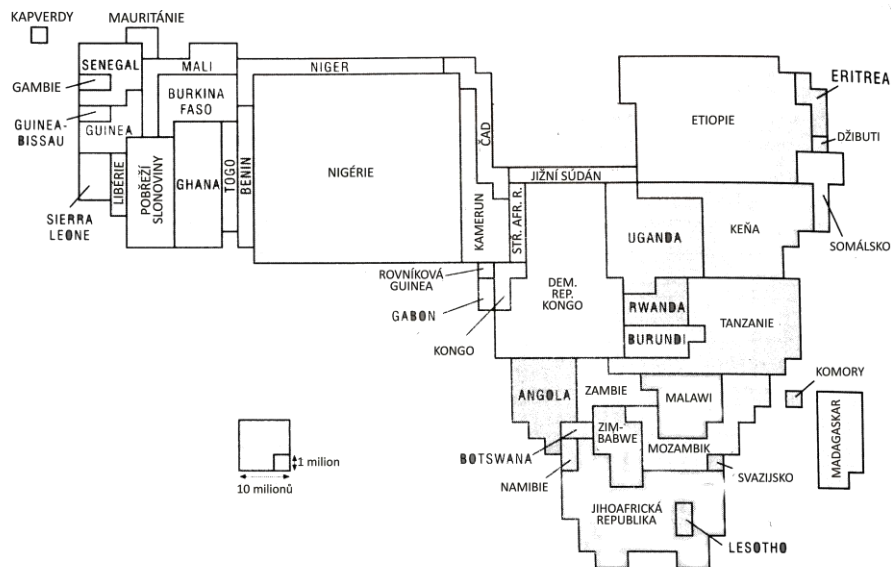 KAPVERDY
MAURITÁNIE
SENEGAL
MALI
NIGER
GAMBIE
BURKINA
FASO
GUINEA-
BISSAU
GUINEA
ČAD
ETIOPIE
ERITREA
DŽIBUTI
LIBÉRIE
POBŘEŽÍ
SLONOVINY
GHANA
TOGO
BENIN
NIGÉRIE
JIŽNÍ SÚDÁN
SIERRA
LEONE
KAMERUN
STŘ. AFR. R.
UGANDA
KEŇA
SOMÁLSKO
ROVNÍKOVÁ
GUINEA
GABON
KONGO
DEM.
REP.
KONGO
RWANDA
BURUNDI
TANZANIE
ANGOLA
ZAMBIE
MALAWI
KOMORY
MADAGASKAR
BOTSWANA
ZIM-
BABWE
MOZAMBIK
SVAZIJSKO
NAMIBIE
JIHOAFRICKÁ
REPUBLIKA
LESOTHO
1 milion
10 milionů